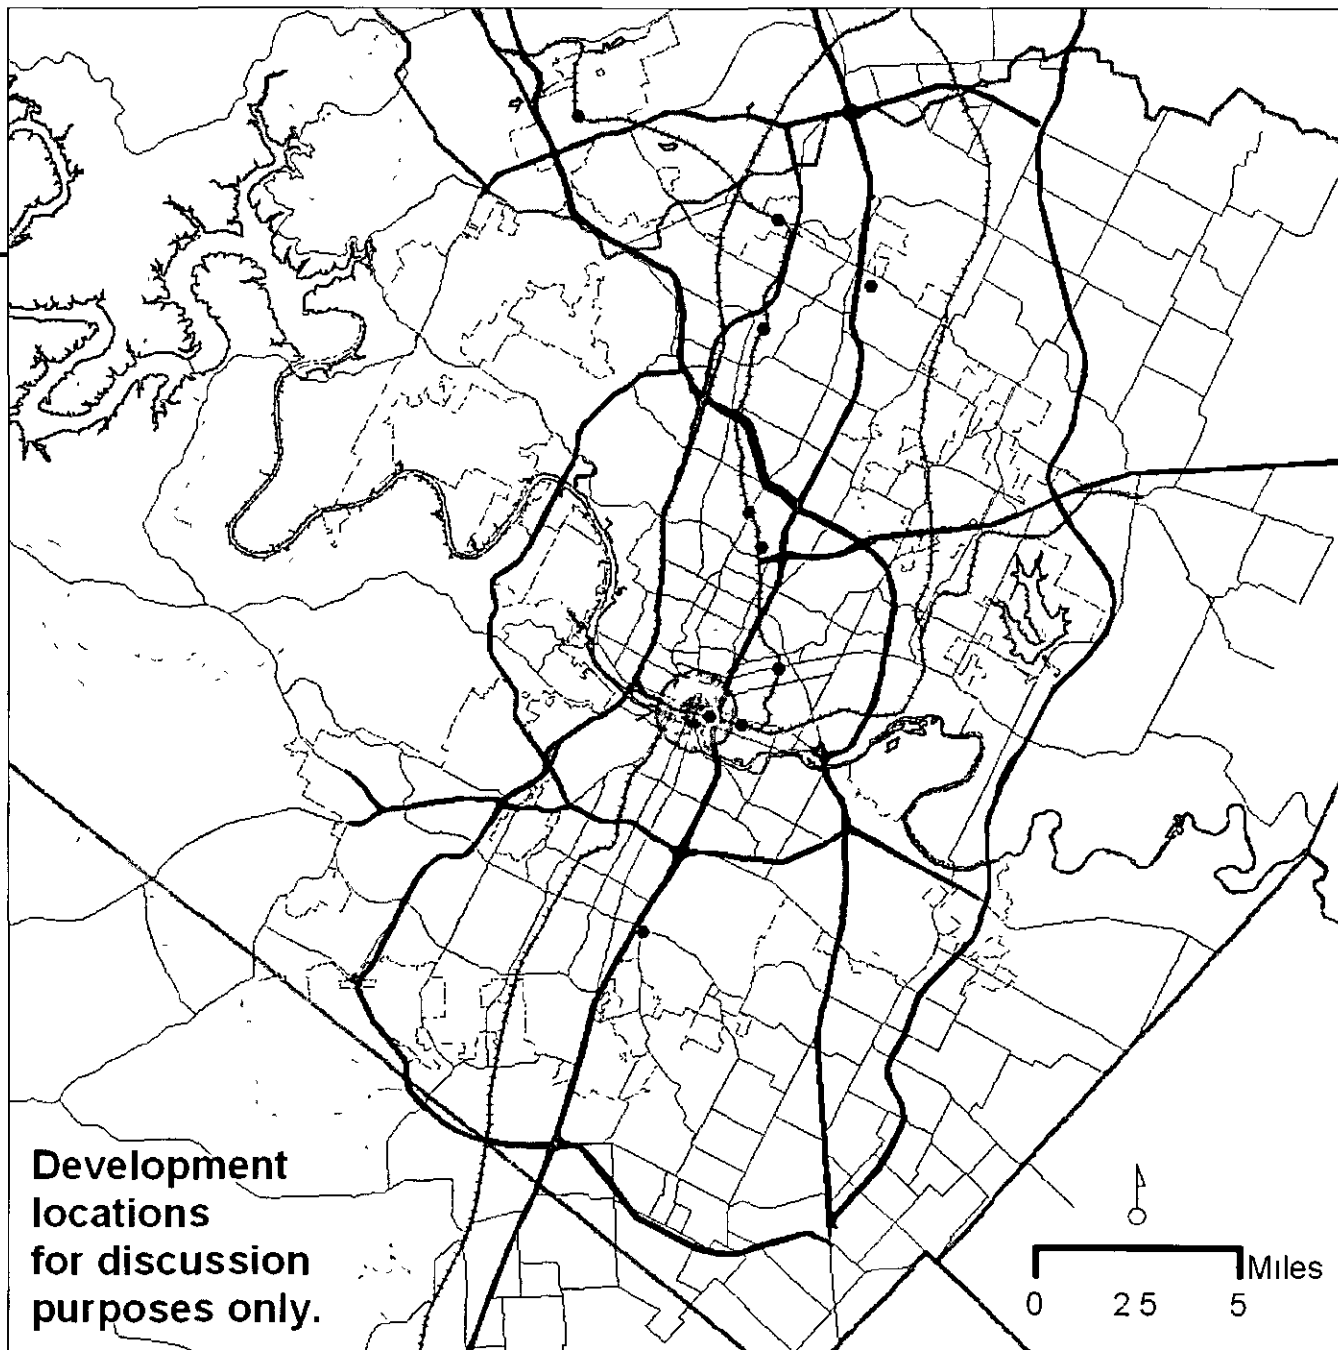 Development
locations
for discussion
purposes only.
Miles
0 2 5 5